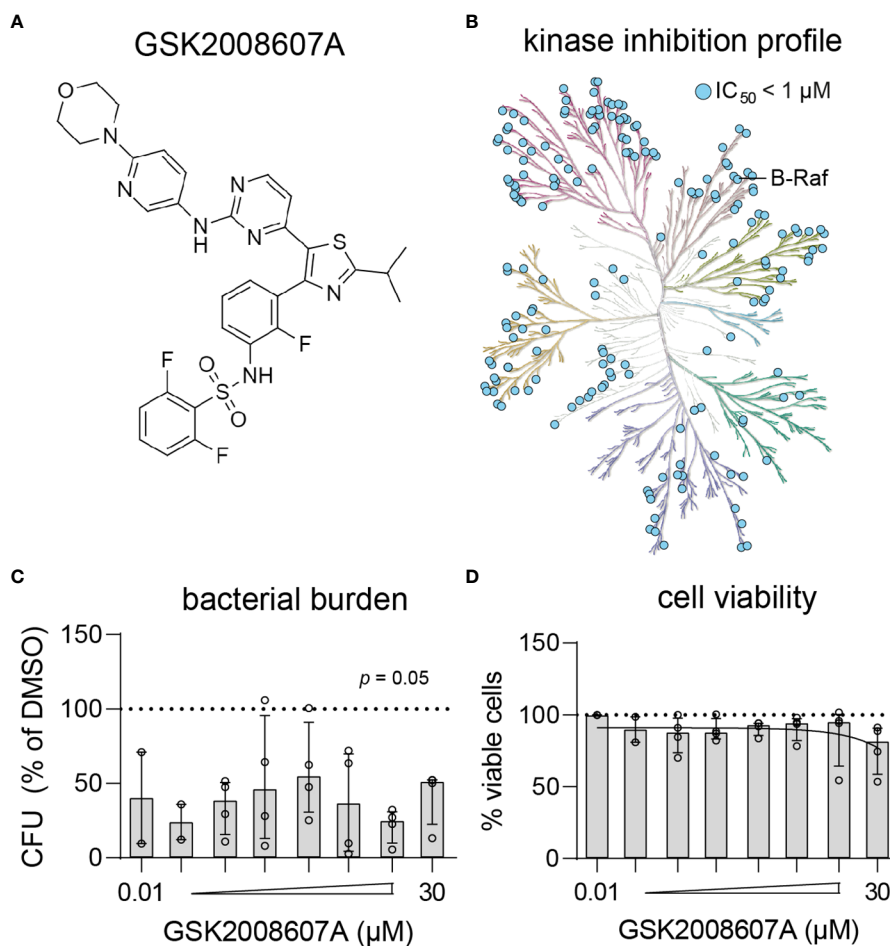 A
GSK2008607A
O
N
N
N
H
N
N
S
N
F
NH
O
S
O
F
F
B
kinase inhibition profile
IC50 < 1 µM
B-Raf
C
bacterial burden
CFU (% of DMSO)
150
100
50
0
p = 0.05
0.01
30
GSK2008607A (µM)
D
cell viability
% viable cells
150
100
50
0
0.01
30
GSK2008607A (µM)